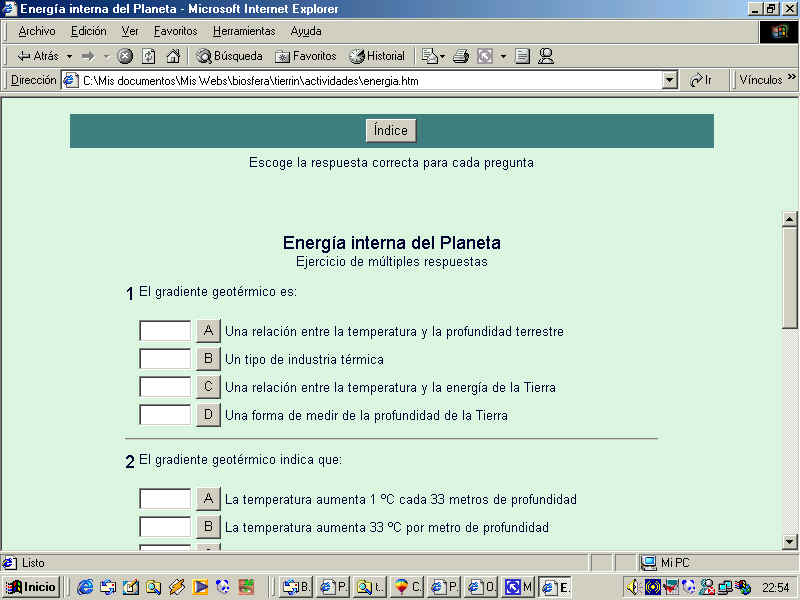 Energía interna del Planeta - Microsoft Internet Explorer
Archivo Edición Ver Favoritos Herramientas Ayuda
Atrás Búsqueda Favoritos Historial
Dirección C:\Mis documentos\Mis Webs\biosfera\tierrin\actividades\energia.htm Ir Vínculos »
Índice
Escoge la respuesta correcta para cada pregunta
Energía interna del Planeta
Ejercicio de múltiples respuestas
1 El gradiente geotérmico es:
A Una relación entre la temperatura y la profundidad terrestre
B Un tipo de industria térmica
C Una relación entre la temperatura y la energía de la Tierra
D Una forma de medir de la profundidad de la Tierra
2 El gradiente geotérmico indica que:
A La temperatura aumenta 1 ºC cada 33 metros de profundidad
B La temperatura aumenta 33 ºC por metro de profundidad
Listo Mi PC
Inicio B. P. t.. C. P. O. M E. 22:54